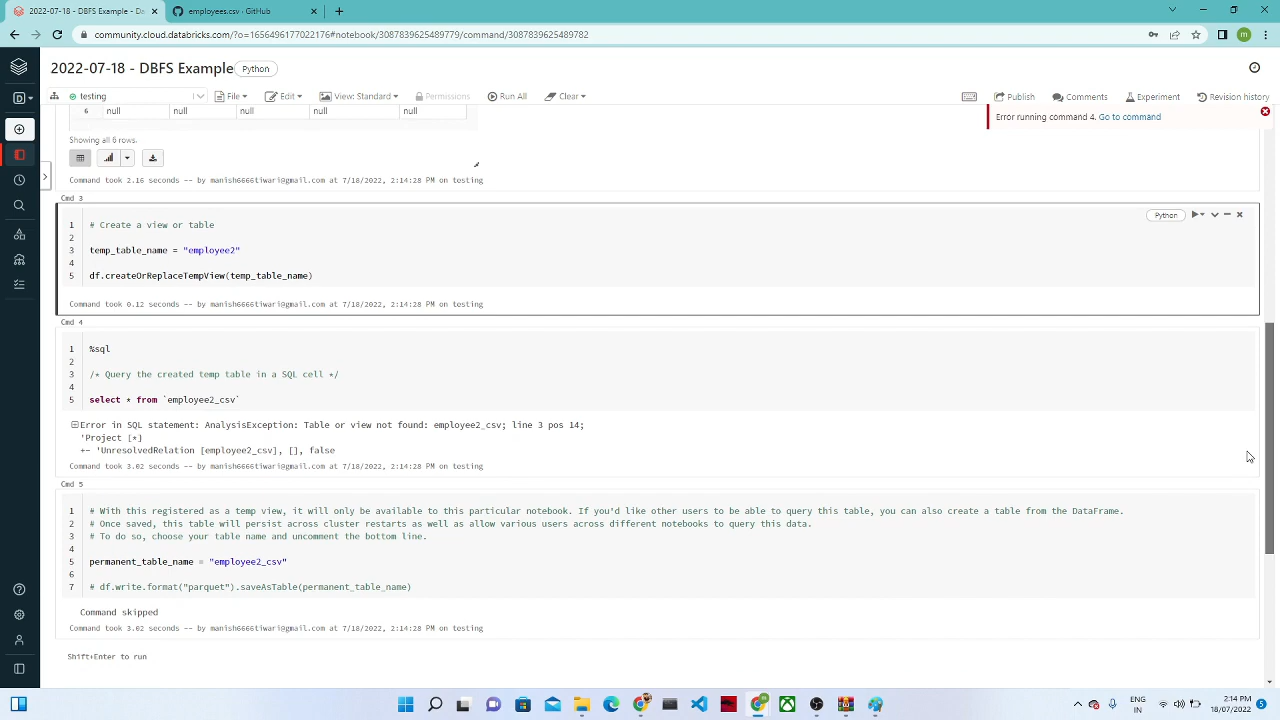 2022-07-18 - DBFS Example - Da
employees.csv · GitHub
community.cloud.databricks.com/?o=1656496177022176#notebook/3087839625489779/command/3087839625489782
m
2022-07-18 - DBFS Example
Python
D
testing
File
Edit
View: Standard
Permissions
Run All
Clear
Publish
Comments
Experiment
Revision history
6 null null null null
Error running command 4. Go to command
Showing all 6 rows.
Command took 2.16 seconds -- by manish6666tiwari@gmail.com at 7/18/2022, 2:14:28 PM on testing
Cmd 3
Python
1 # Create a view or table
2
3 temp_table_name = "employee2"
4
5 df.createOrReplaceTempView(temp_table_name)
Command took 0.12 seconds -- by manish6666tiwari@gmail.com at 7/18/2022, 2:14:28 PM on testing
Cmd 4
1 %sql
2
3 /* Query the created temp table in a SQL cell */
4
5 select * from `employee2_csv`
Error in SQL statement: AnalysisException: Table or view not found: employee2_csv; line 3 pos 14;
'Project [*]
+- 'UnresolvedRelation [employee2_csv], [], false
Command took 3.02 seconds -- by manish6666tiwari@gmail.com at 7/18/2022, 2:14:28 PM on testing
Cmd 5
1 # With this registered as a temp view, it will only be available to this particular notebook. If you'd like other users to be able to query this table, you can also create a table from the DataFrame.
2 # Once saved, this table will persist across cluster restarts as well as allow various users across different notebooks to query this data.
3 # To do so, choose your table name and uncomment the bottom line.
4
5 permanent_table_name = "employee2_csv"
6
7 # df.write.format("parquet").saveAsTable(permanent_table_name)
Command skipped
Command took 3.02 seconds -- by manish6666tiwari@gmail.com at 7/18/2022, 2:14:28 PM on testing
Shift+Enter to run
ENG
IN
2:14 PM
18/07/2022
5